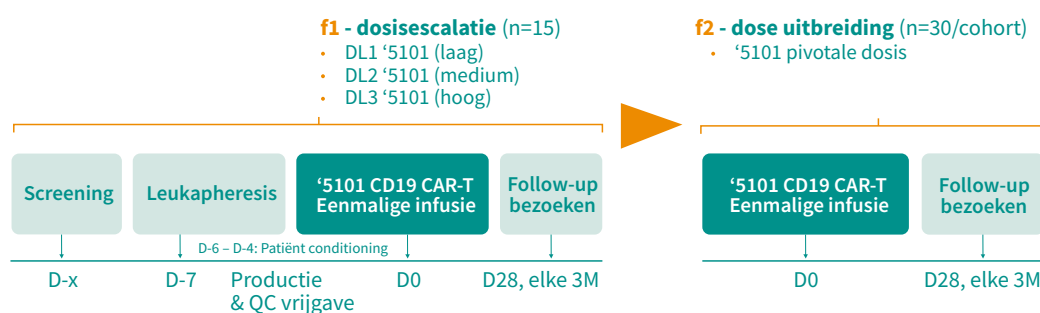 f1 - dosisescalatie (n=15)
• DL1 ‘5101 (laag)
• DL2 ‘5101 (medium)
• DL3 ‘5101 (hoog)
f2 - dose uitbreiding (n=30/cohort)
• ‘5101 pivotale dosis
Screening
Leukapheresis
‘5101 CD19 CAR-T
Eenmalige infusie
Follow-up
bezoeken
‘5101 CD19 CAR-T
Eenmalige infusie
Follow-up
bezoeken
D-6 – D-4: Patiënt conditioning
D-x
D-7
Productie
& QC vrijgave
D0
D28, elke 3M
D0
D28, elke 3M